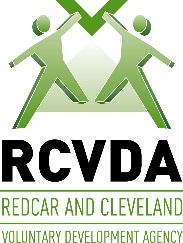 RCVDA
REDCAR AND CLEVELAND
VOLUNTARY DEVELOPMENT AGENCY